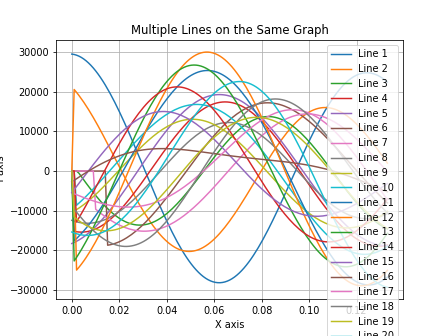 Multiple Lines on the Same Graph
30000
20000
10000
0
−10000
−20000
−30000
0.00
0.02
0.04
0.06
0.08
0.10
X axis
Line 1
Line 2
Line 3
Line 4
Line 5
Line 6
Line 7
Line 8
Line 9
Line 10
Line 11
Line 12
Line 13
Line 14
Line 15
Line 16
Line 17
Line 18
Line 19
Line 20